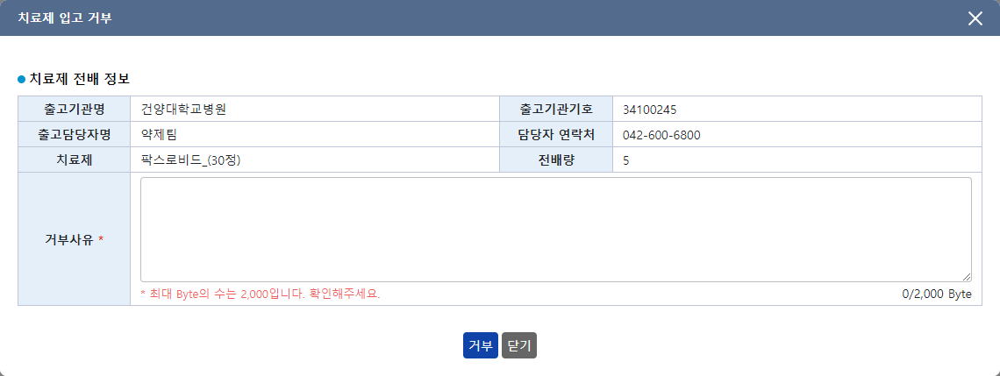 치료제 입고 거부
치료제 전배 정보
출고기관명 건양대학교병원 출고기관기호 34100245
출고담당자명 약제팀 담당자 연락처 042-600-6800
치료제 팍스로비드_(30정) 전배량 5
거부사유 *
* 최대 Byte의 수는 2,000입니다. 확인해주세요. 0/2,000 Byte
거부 닫기